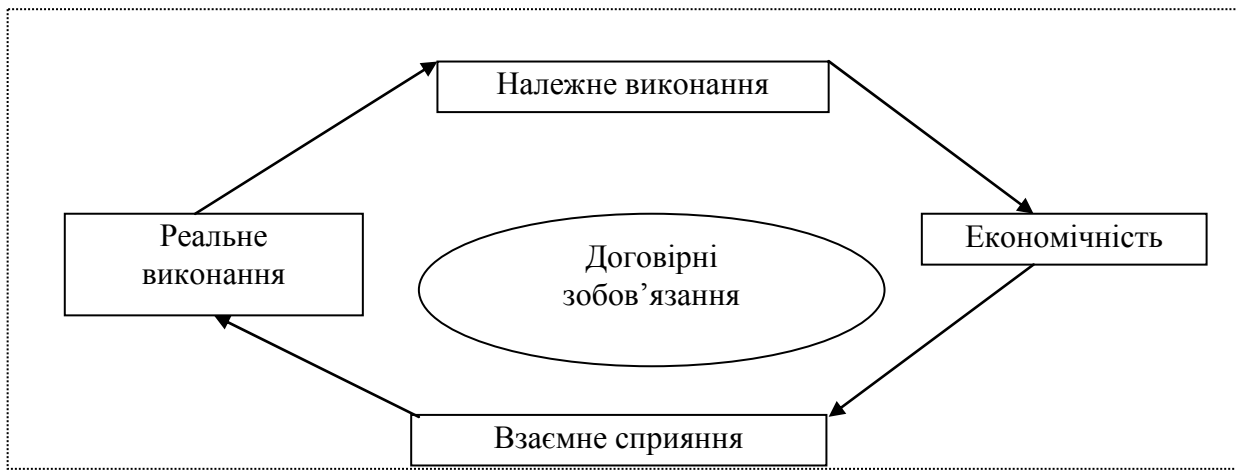 Належне виконання
Реальне
виконання
Економічність
Договірні
зобов’язання
Взаємне сприяння